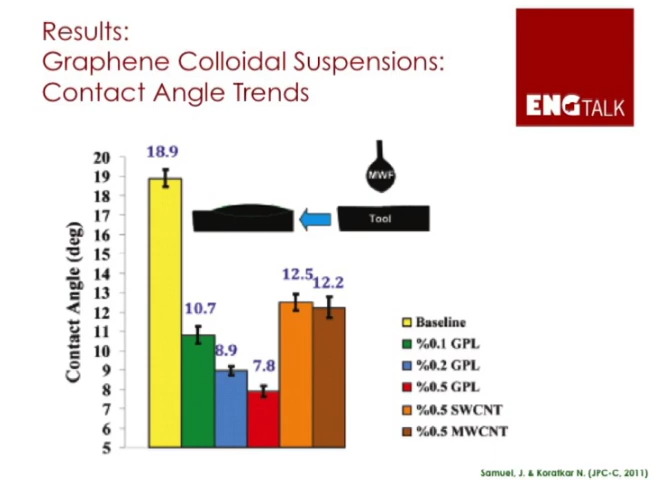 Results:
Graphene Colloidal Suspensions:
Contact Angle Trends
ENGTALK
Contact Angle (deg)
20
19
18
17
16
15
14
13
12
11
10
9
8
7
6
5
18.9
10.7
8.9
7.8
12.5
12.2
MWF
Tool
Baseline
%0.1 GPL
%0.2 GPL
%0.5 GPL
%0.5 SWCNT
%0.5 MWCNT
Samuel, J. & Koratkar N. (JPC-C, 2011)